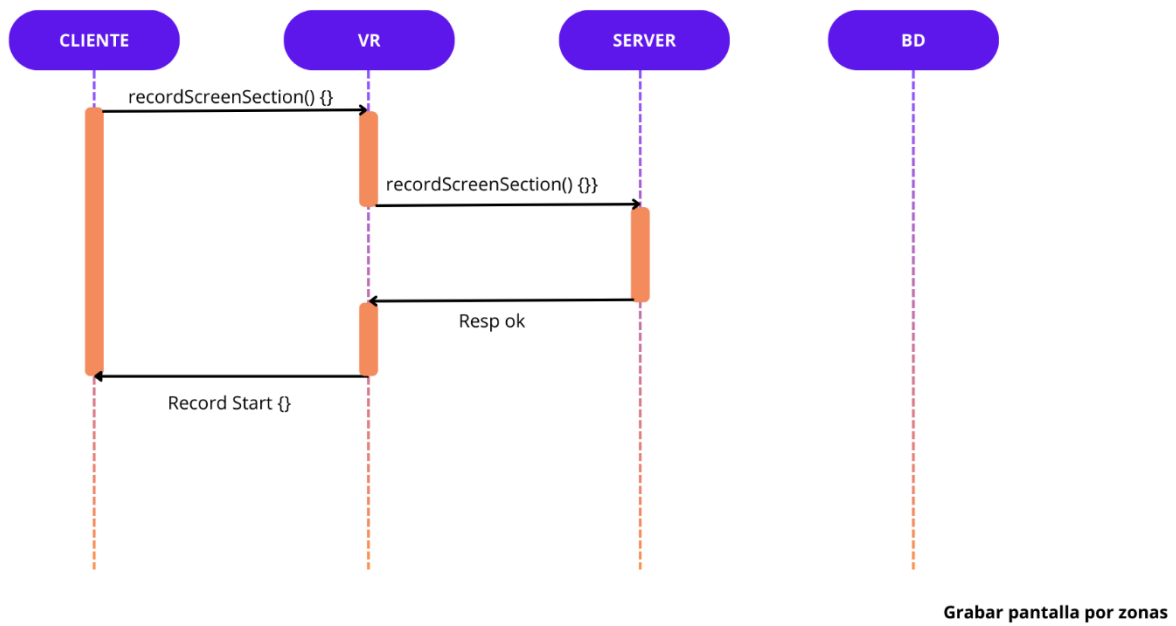 CLIENTE
VR
SERVER
BD
recordScreenSection() {}
recordScreenSection() {}}
Resp ok
Record Start {}
Grabar pantalla por zonas